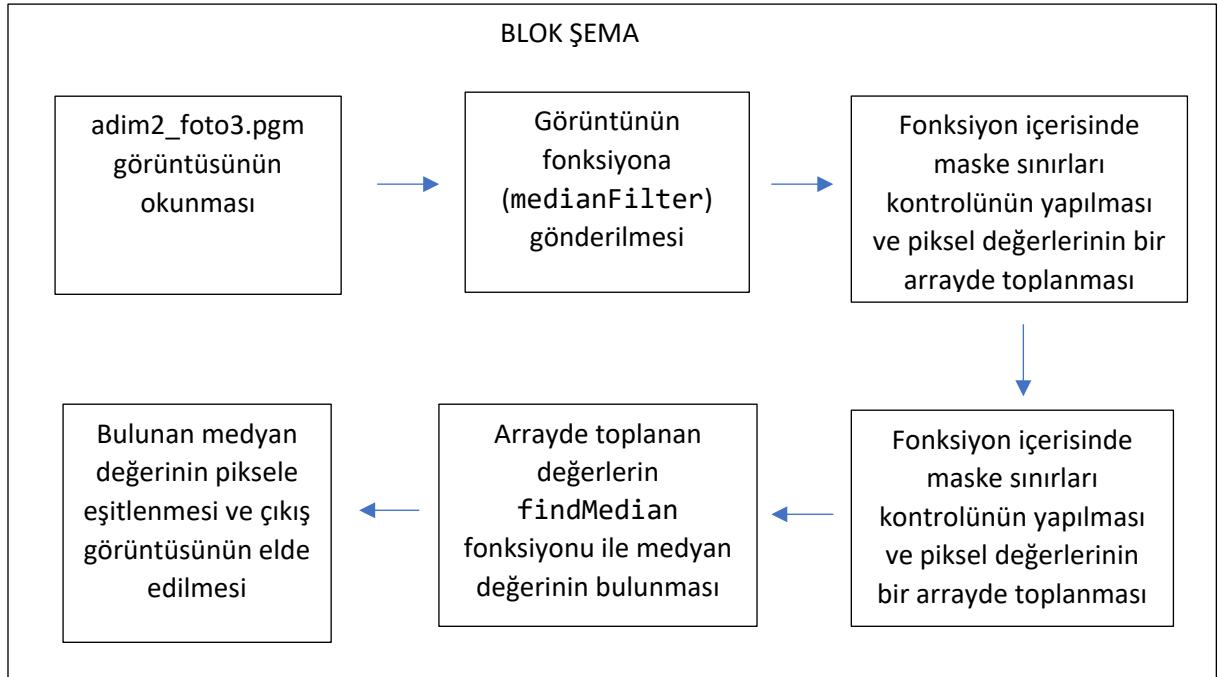 BLOK ŞEMA
adim2_foto3.pgm
görüntüsünün
okunması
Görüntünün
fonksiyona
(medianFilter)
gönderilmesi
Fonksiyon içerisinde
maske sınırları
kontrolünün yapılması
ve piksel değerlerinin bir
arrayde toplanması
Fonksiyon içerisinde
maske sınırları
kontrolünün yapılması
ve piksel değerlerinin
bir arrayde toplanması
Arrayde toplanan
değerlerin
findMedian
fonksiyonu ile medyan
değerinin bulunması
Bulunan medyan
değerinin piksele
eşitlenmesi ve çıkış
görüntüsünün elde
edilmesi